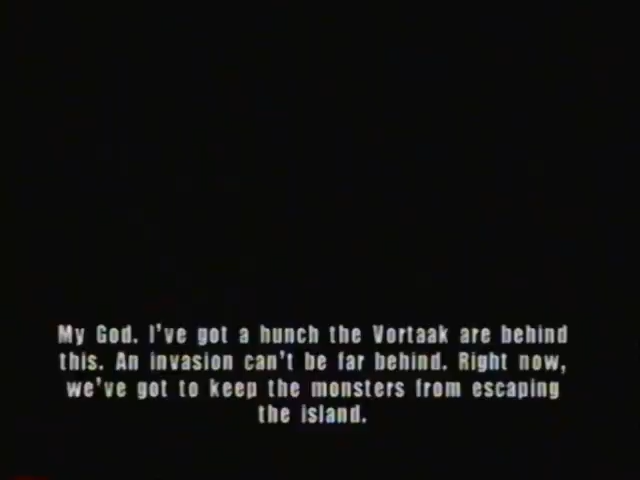 My God. I've got a hunch the Vortaak are behind
this. An invasion can't be far behind. Right now,
we've got to keep the monsters from escaping
the island.